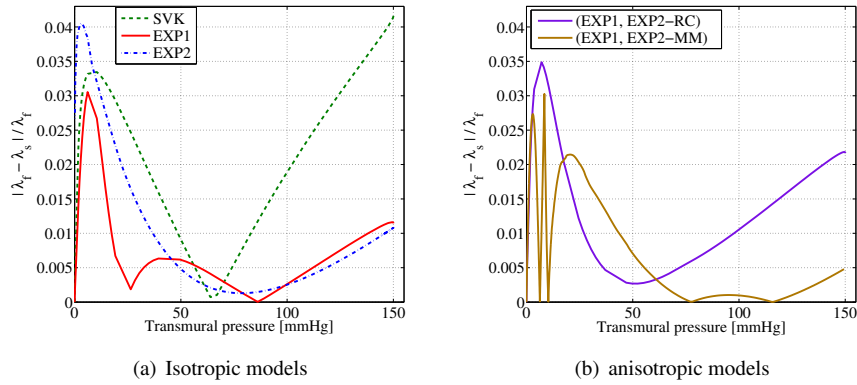 SVK
EXP1
EXP2
0.04
0.035
0.03
0.025
0.02
0.015
0.01
0.005
0
| λf − λs | / λf
0 50 100 150
Transmural pressure [mmHg]
(a) Isotropic models
(EXP1, EXP2−RC)
(EXP1, EXP2−MM)
0.04
0.035
0.03
0.025
0.02
0.015
0.01
0.005
0
| λf − λs | / λf
0 50 100 150
Transmural pressure [mmHg]
(b) anisotropic models